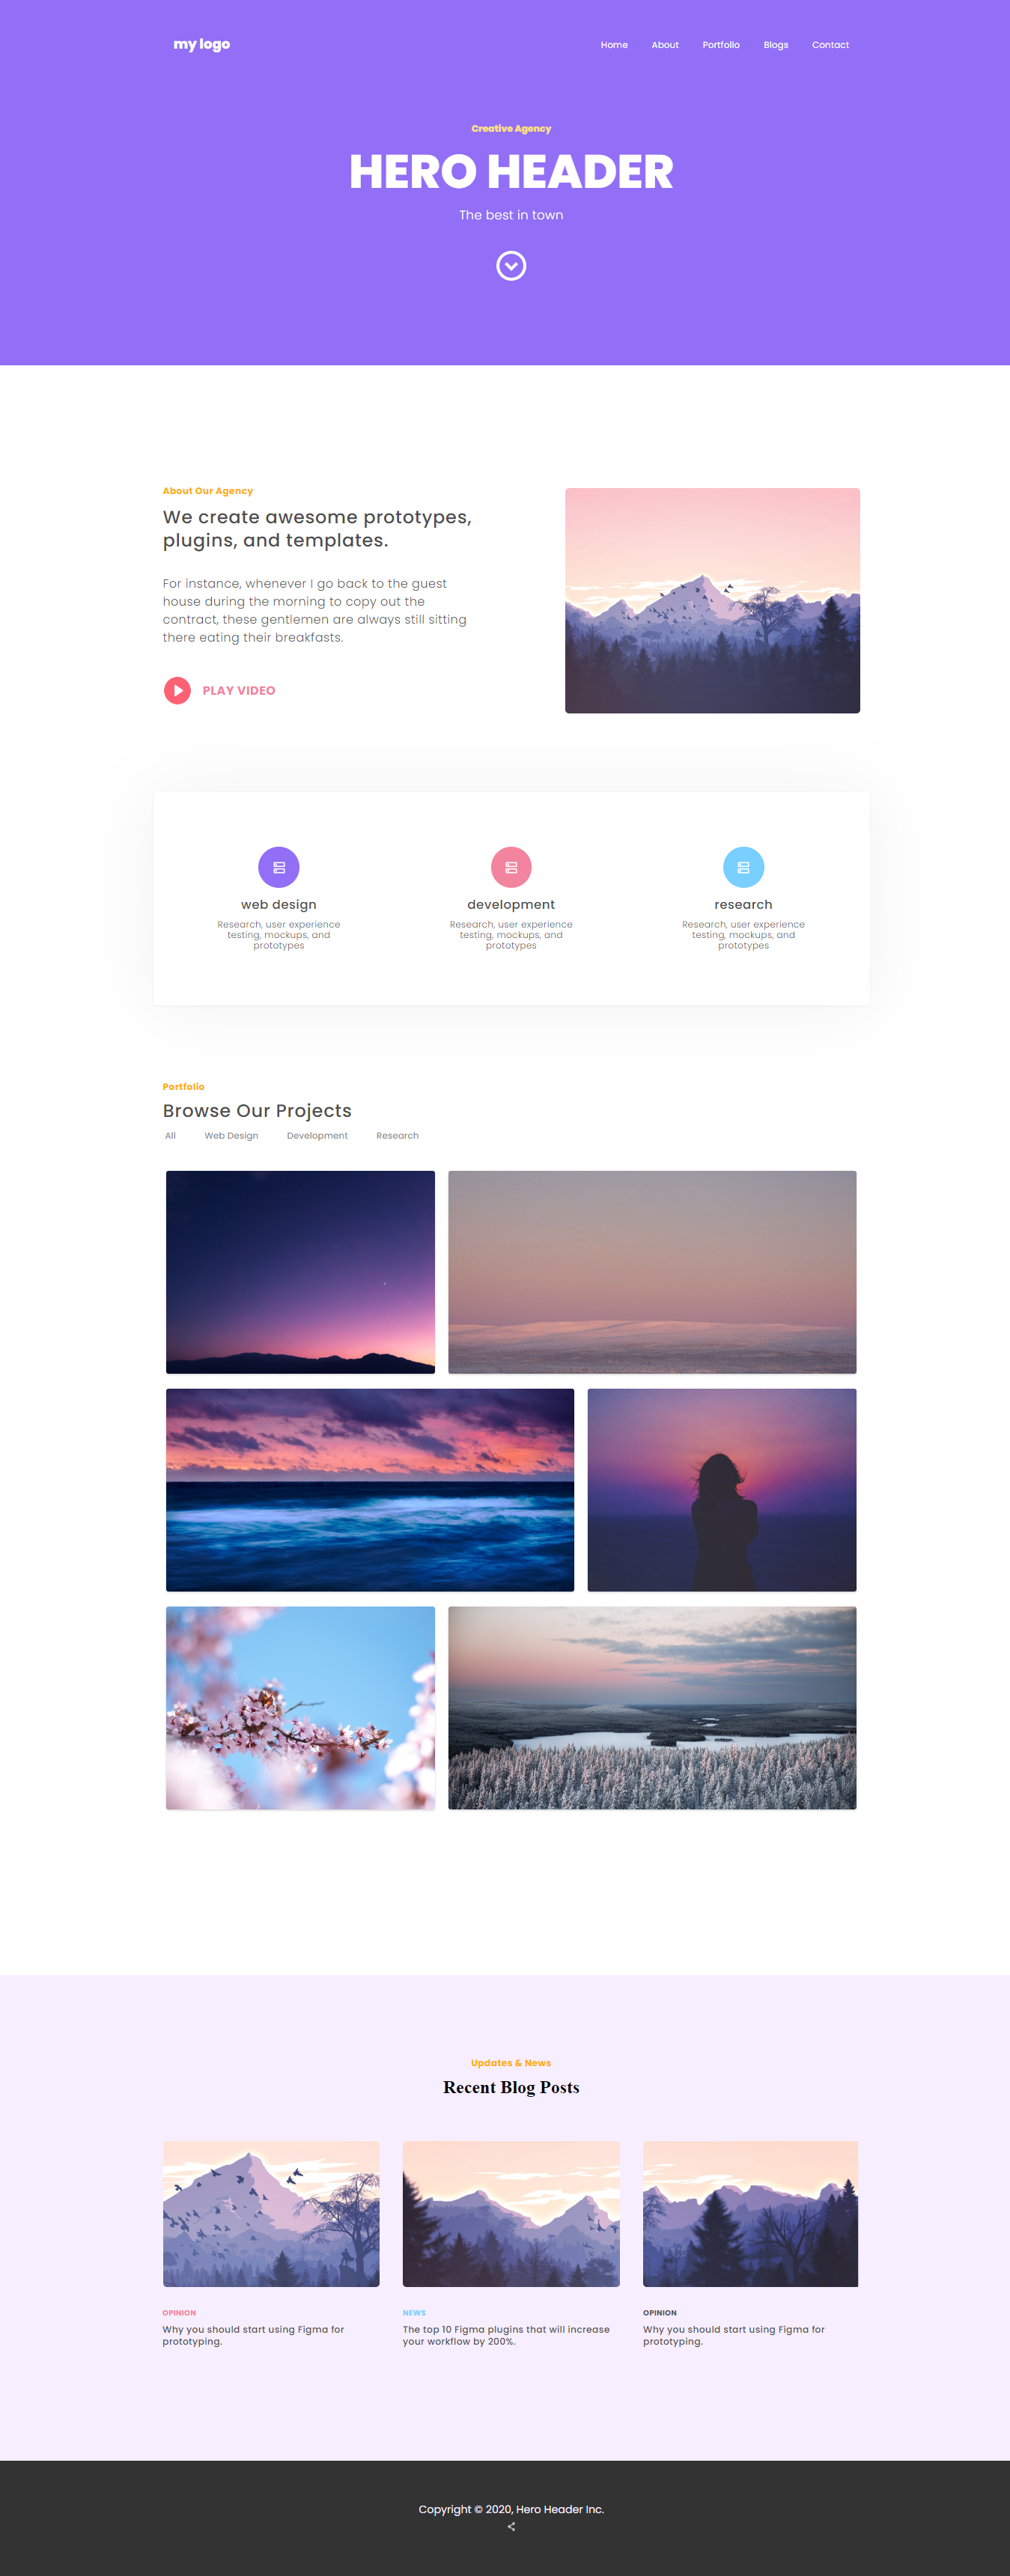 my logo
Home About Portfolio Blogs Contact
Creative Agency
HERO HEADER
The best in town
About Our Agency
We create awesome prototypes,
plugins, and templates.
For instance, whenever I go back to the guest
house during the morning to copy out the
contract, these gentlemen are always still sitting
there eating their breakfasts.
PLAY VIDEO
web design
Research, user experience
testing, mockups, and
prototypes
development
Research, user experience
testing, mockups, and
prototypes
research
Research, user experience
testing, mockups, and
prototypes
Portfolio
Browse Our Projects
All Web Design Development Research
Updates & News
Recent Blog Posts
OPINION
Why you should start using Figma for
prototyping.
NEWS
The top 10 Figma plugins that will increase
your workflow by 200%.
OPINION
Why you should start using Figma for
prototyping.
Copyright © 2020, Hero Header Inc.